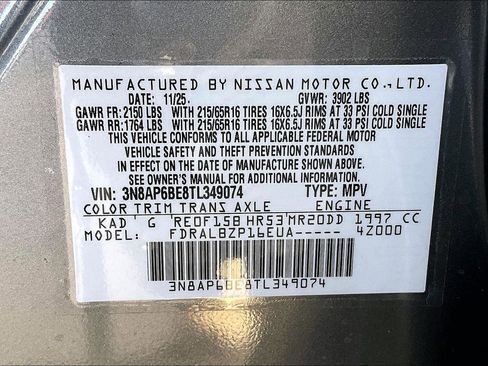 MANUFACTURED BY NISSAN MOTOR CO., LTD.
DATE: 11/25. GVWR: 3902 LBS
GAWR FR: 2150 LBS WITH 215/65R16 TIRES 16X6.5J RIMS AT 33 PSI COLD SINGLE
GAWR RR: 1764 LBS WITH 215/65R16 TIRES 16X6.5J RIMS AT 33 PSI COLD SINGLE
THIS VEHICLE CONFORMS TO ALL APPLICABLE FEDERAL MOTOR
VEHICLE SAFETY AND THEFT PREVENTION STANDARDS
IN EFFECT ON THE DATE OF MANUFACTURE SHOWN ABOVE.
SEE OWNER'S MANUAL FOR ADDITIONAL INFORMATION.
VIN: 3N8AP6BE8TL349074 TYPE: MPV
COLOR TRIM TRANS AXLE ENGINE
KAD G RE0F15B HR53 MR20DD 1997 CC
MODEL: FDRALBZP16EUA----- 4Z000
3N8AP6BE8TL349074